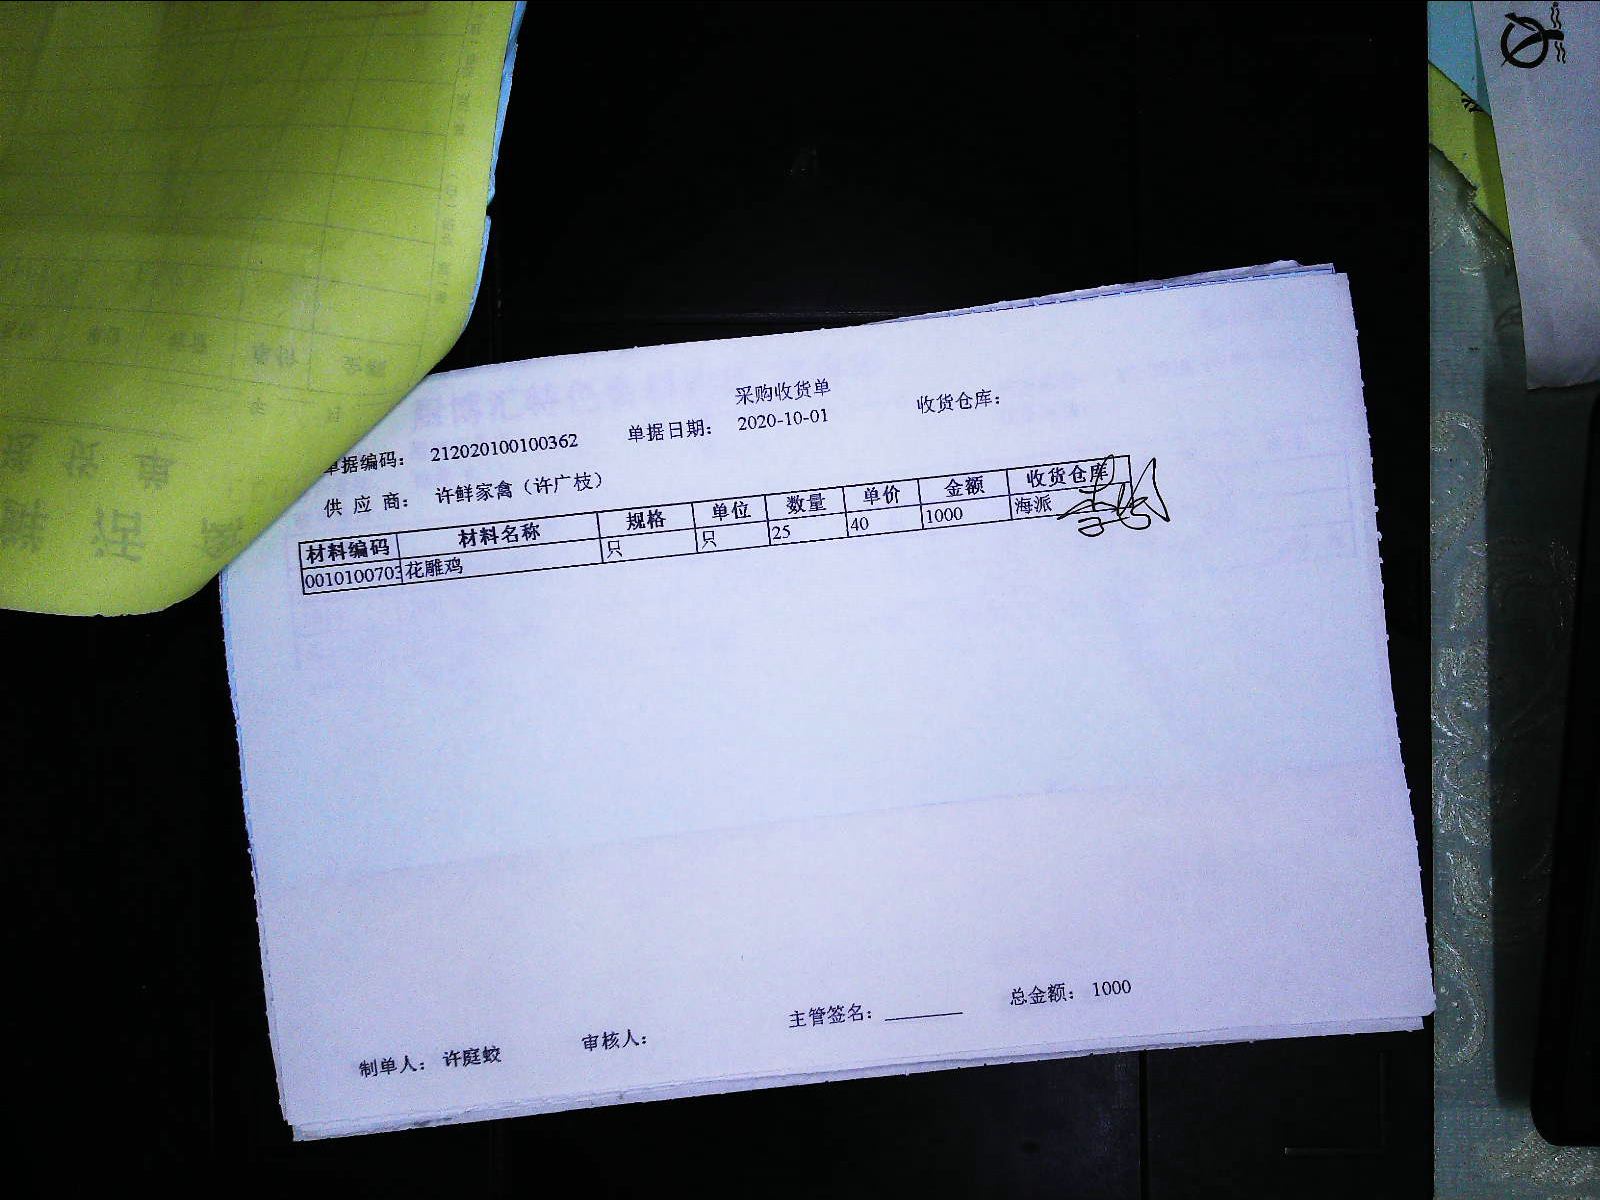 采购收货单
单据编码： 212020100100362 单据日期： 2020-10-01 收货仓库：
供 应 商： 许鲜家禽（许广枝）
材料编码 材料名称 规格 单位 数量 单价 金额 收货仓库
0010100703 花雕鸡 只 只 25 40 1000 海派
主管签名：________ 总金额： 1000
制单人： 许庭蛟 审核人：